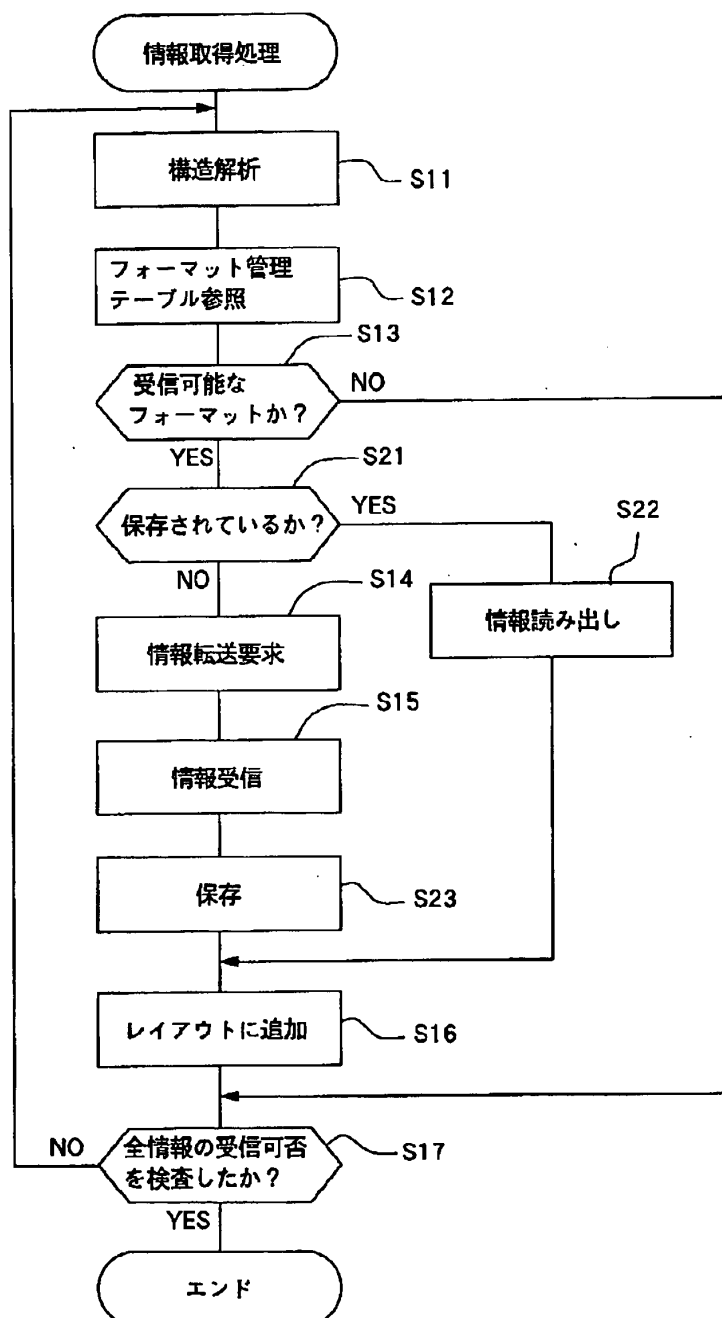 情報取得処理
構造解析
S11
フォーマット管理
テーブル参照
S12
S13
受信可能な
フォーマットか？
NO
YES
S21
保存されているか？
YES
S22
NO
S14
情報読み出し
情報転送要求
S15
情報受信
保存
S23
レイアウトに追加
S16
NO
全情報の受信可否
を検査したか？
S17
YES
エンド